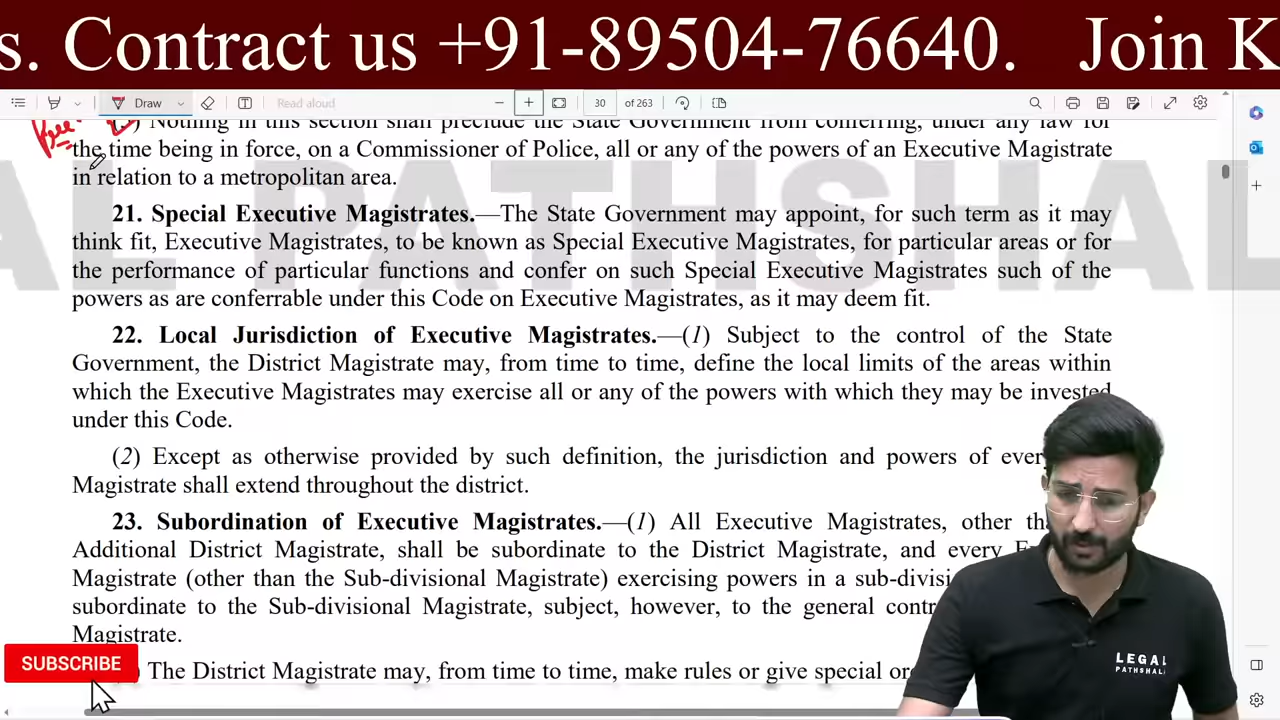 s. Contract us +91-89504-76640. Join K
Draw
Read aloud
30 of 263
Nothing in this section shall preclude the State Government from conferring, under any law for
the time being in force, on a Commissioner of Police, all or any of the powers of an Executive Magistrate
in relation to a metropolitan area.
21. Special Executive Magistrates.—The State Government may appoint, for such term as it may
think fit, Executive Magistrates, to be known as Special Executive Magistrates, for particular areas or for
the performance of particular functions and confer on such Special Executive Magistrates such of the
powers as are conferrable under this Code on Executive Magistrates, as it may deem fit.
22. Local Jurisdiction of Executive Magistrates.—(1) Subject to the control of the State
Government, the District Magistrate may, from time to time, define the local limits of the areas within
which the Executive Magistrates may exercise all or any of the powers with which they may be invested
under this Code.
(2) Except as otherwise provided by such definition, the jurisdiction and powers of ever
Magistrate shall extend throughout the district.
23. Subordination of Executive Magistrates.—(1) All Executive Magistrates, other tha
Additional District Magistrate, shall be subordinate to the District Magistrate, and every E
Magistrate (other than the Sub-divisional Magistrate) exercising powers in a sub-divisi
subordinate to the Sub-divisional Magistrate, subject, however, to the general contr
Magistrate.
The District Magistrate may, from time to time, make rules or give special or
AL PATHSHAL
SUBSCRIBE
LEGAL
PATHSHALA